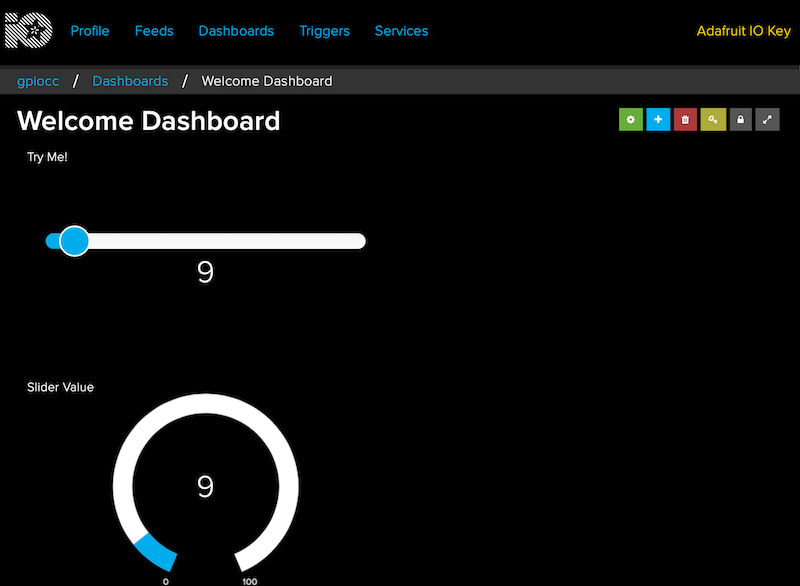 IO Profile Feeds Dashboards Triggers Services Adafruit IO Key
gpiocc / Dashboards / Welcome Dashboard
Welcome Dashboard
Try Me!
9
Slider Value
9
0 100